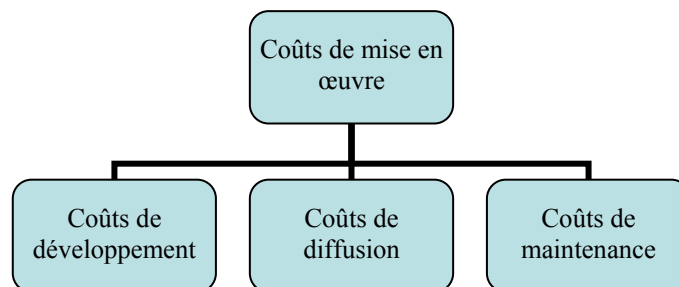 Coûts de mise en
œuvre
Coûts de
développement
Coûts de
diffusion
Coûts de
maintenance